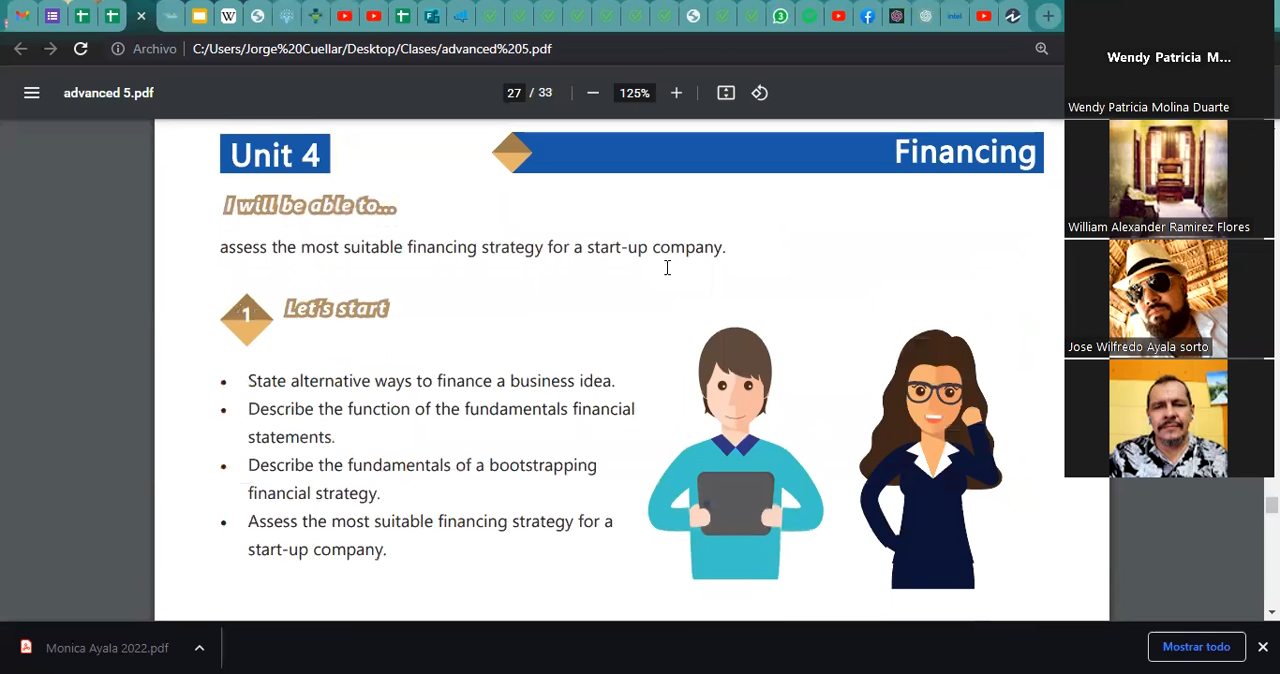 Archivo
C:/Users/Jorge%20Cuellar/Desktop/Clases/advanced%205.pdf
advanced 5.pdf
27 / 33
125%
Unit 4
Financing
I will be able to...
assess the most suitable financing strategy for a start-up company.
1
Let's start
• State alternative ways to finance a business idea.
• Describe the function of the fundamentals financial
statements.
• Describe the fundamentals of a bootstrapping
financial strategy.
• Assess the most suitable financing strategy for a
start-up company.
Wendy Patricia M...
Wendy Patricia Molina Duarte
William Alexander Ramirez Flores
Jose Wilfredo Ayala sorto
Monica Ayala 2022.pdf
Mostrar todo